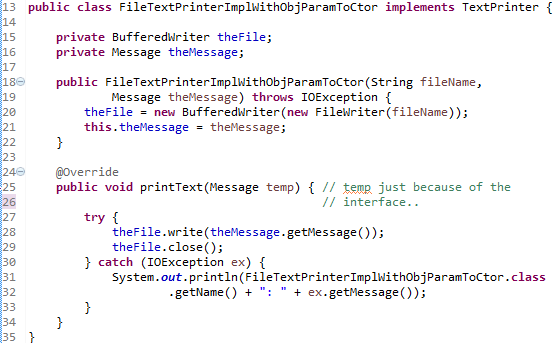 13 public class FileTextPrinterImplWithObjParamToCtor implements TextPrinter {
14
15     private BufferedWriter theFile;
16     private Message theMessage;
17
18     public FileTextPrinterImplWithObjParamToCtor(String fileName,
19             Message theMessage) throws IOException {
20         theFile = new BufferedWriter(new FileWriter(fileName));
21         this.theMessage = theMessage;
22     }
23
24     @Override
25     public void printText(Message temp) { // temp just because of the
26                                           // interface..
27         try {
28             theFile.write(theMessage.getMessage());
29             theFile.close();
30         } catch (IOException ex) {
31             System.out.println(FileTextPrinterImplWithObjParamToCtor.class
32                     .getName() + ": " + ex.getMessage());
33         }
34     }
35 }